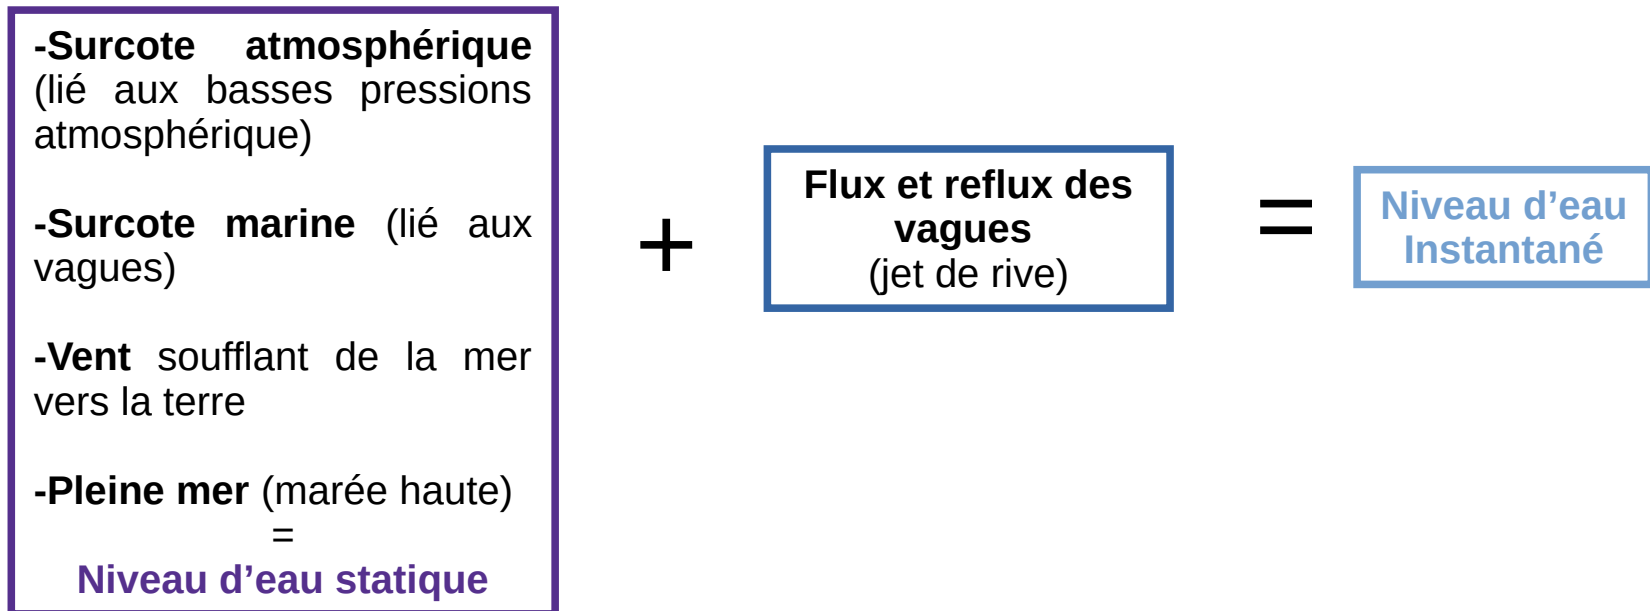 -Surcote atmosphérique
(lié aux basses pressions
atmosphérique)
-Surcote marine (lié aux
vagues)
-Vent soufflant de la mer
vers la terre
-Pleine mer (marée haute)
=
Niveau d’eau statique
+
Flux et reflux des
vagues
(jet de rive)
=
Niveau d’eau
Instantané